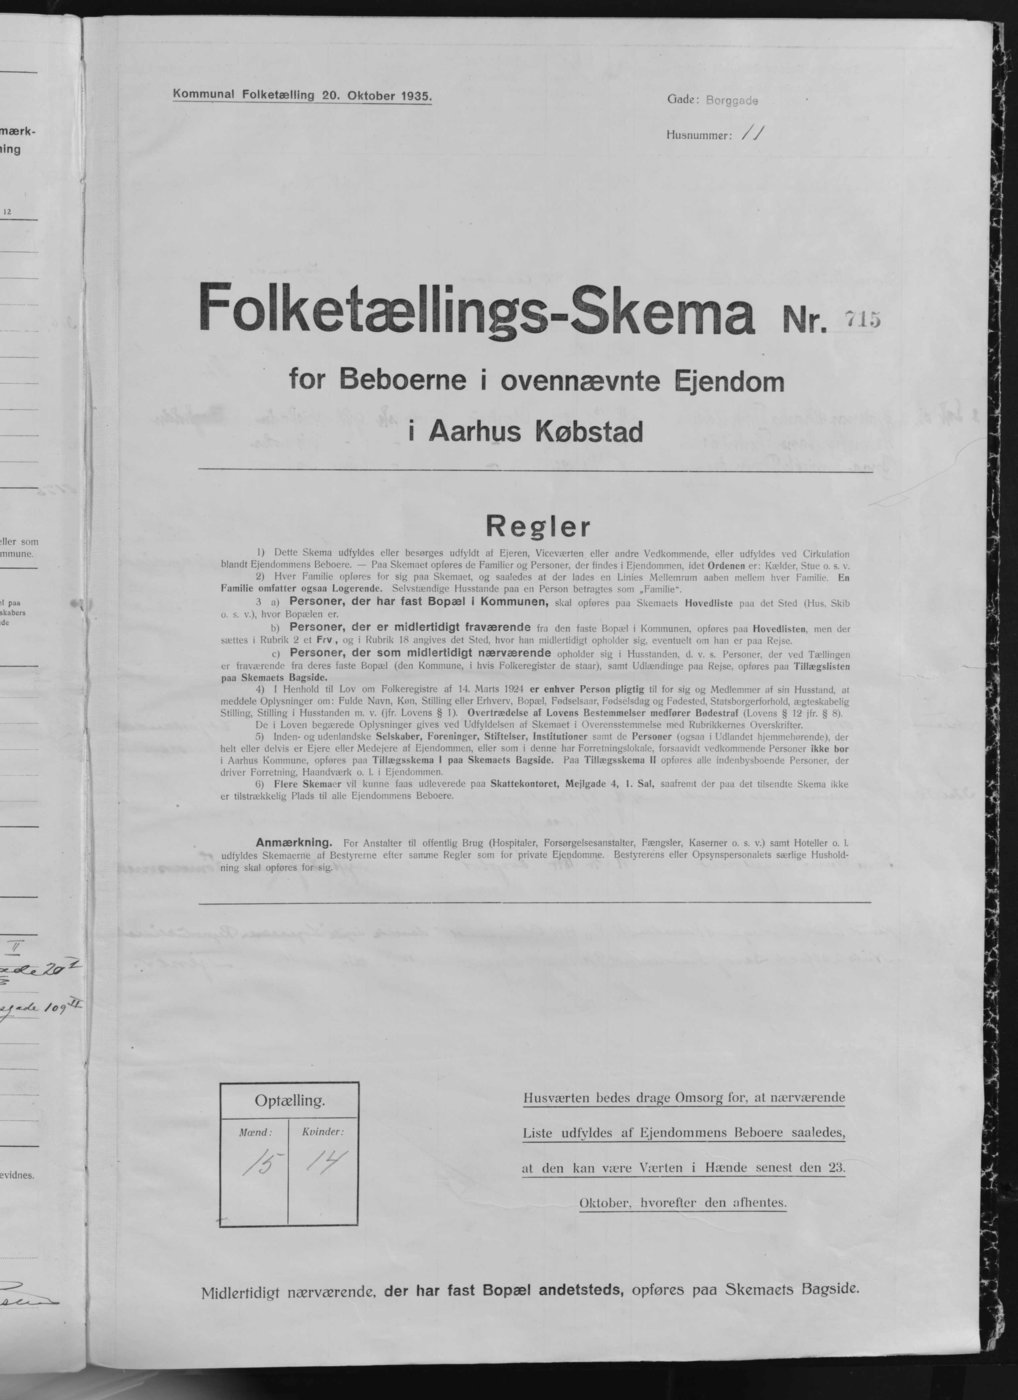 Kommunal Folketælling 20. Oktober 1935.
Gade: Borggade
Husnummer: 11
Folketællings-Skema Nr. 715
for Beboerne i ovennævnte Ejendom
i Aarhus Købstad
Regler
1) Dette Skema udfyldes eller besørges udfyldt af Ejeren, Viceværten eller andre Vedkommende, eller udfyldes ved Cirkulation
blandt Ejendommens Beboere. — Paa Skemaet opføres de Familier og Personer, der findes i Ejendommen, idet Ordenen er: Kælder, Stue o. s. v.
2) Hver Familie opføres for sig paa Skemaet, og saaledes at der lades en Linies Mellemrum aaben mellem hver Familie. En
Familie omfatter ogsaa Logerende. Selvstændige Husstande paa en Person betragtes som „Familie".
3 a) Personer, der har fast Bopæl i Kommunen, skal opføres paa Skemaets Hovedliste paa det Sted (Hus, Skib
o. s. v.), hvor Bopælen er.
b) Personer, der er midlertidigt fraværende fra den faste Bopæl i Kommunen, opføres paa Hovedlisten, men der
sættes i Rubrik 2 et Frv, og i Rubrik 18 angives det Sted, hvor han midlertidigt opholder sig, eventuelt om han er paa Rejse.
c) Personer, der som midlertidigt nærværende opholder sig i Husstanden, d. v. s. Personer, der ved Tællingen
er fraværende fra deres faste Bopæl (den Kommune, i hvis Folkeregister de staar), samt Udlændinge paa Rejse, opføres paa Tillægslisten
paa Skemaets Bagside.
4) I Henhold til Lov om Folkeregistre af 14. Marts 1924 er enhver Person pligtig til for sig og Medlemmer af sin Husstand, at
meddele Oplysninger om: Fulde Navn, Køn, Stilling eller Erhverv, Bopæl, Fødselsaar, Fødselsdag og Fødested, Statsborgerforhold, ægteskabelig
Stilling, Stilling i Husstanden m. v. (jfr. Lovens § 1). Overtrædelse af Lovens Bestemmelser medfører Bødestraf (Lovens § 12 jfr. § 8).
De i Loven begærede Oplysninger gives ved Udfyldelsen af Skemaet i Overensstemmelse med Rubrikkernes Overskrifter.
5) Inden- og udenlandske Selskaber, Foreninger, Stiftelser, Institutioner samt de Personer (ogsaa i Udlandet hjemmehørende), der
helt eller delvis er Ejere eller Medejere af Ejendommen, eller som i denne har Forretningslokale, forsaavidt vedkommende Personer ikke bor
i Aarhus Kommune, opføres paa Tillægsskema I paa Skemaets Bagside. Paa Tillægsskema II opføres alle indenbysboende Personer, der
driver Forretning, Haandværk o. l. i Ejendommen.
6) Flere Skemaer vil kunne faas udleverede paa Skattekontoret, Mejlgade 4, 1. Sal, saafremt der paa det tilsendte Skema ikke
er tilstrækkelig Plads til alle Ejendommens Beboere.
Anmærkning. For Anstalter til offentlig Brug (Hospitaler, Forsørgelsesanstalter, Fængsler, Kaserner o. s. v.) samt Hoteller o. l.
udfyldes Skemaerne af Bestyrerne efter samme Regler som for private Ejendomme. Bestyrerens eller Opsynspersonalets særlige Hushold-
ning skal opføres for sig.
Optælling.
Mænd: Kvinder:
15 14
Husværten bedes drage Omsorg for, at nærværende
Liste udfyldes af Ejendommens Beboere saaledes,
at den kan være Værten i Hænde senest den 23.
Oktober, hvorefter den afhentes.
Midlertidigt nærværende, der har fast Bopæl andetsteds, opføres paa Skemaets Bagside.